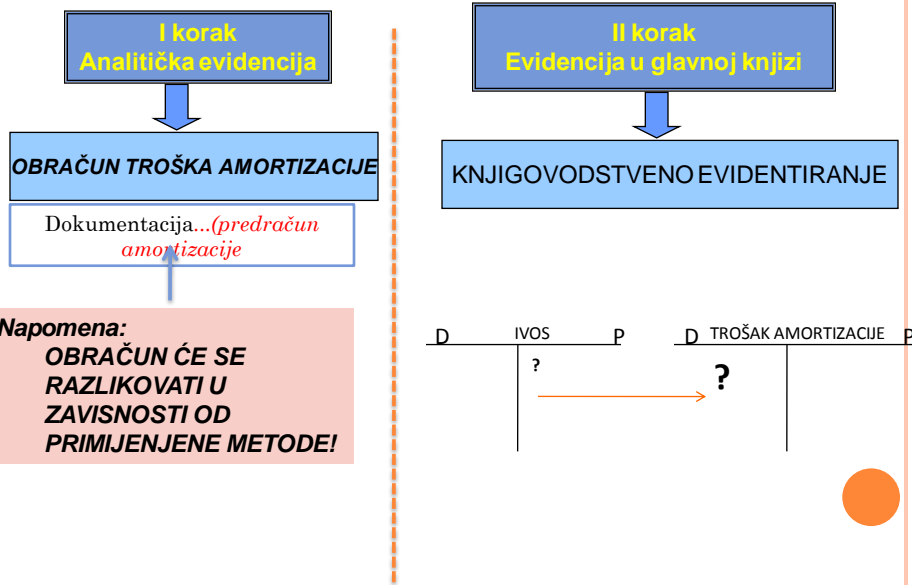 I korak
Analitička evidencija
OBRAČUN TROŠKA AMORTIZACIJE
Dokumentacija...(predračun
amortizacije
Napomena:
OBRAČUN ĆE SE
RAZLIKOVATI U
ZAVISNOSTI OD
PRIMIJENJENE METODE!
II korak
Evidencija u glavnoj knjizi
KNJIGOVODSTVENO EVIDENTIRANJE
D IVOS P
?
D TROŠAK AMORTIZACIJE P
?